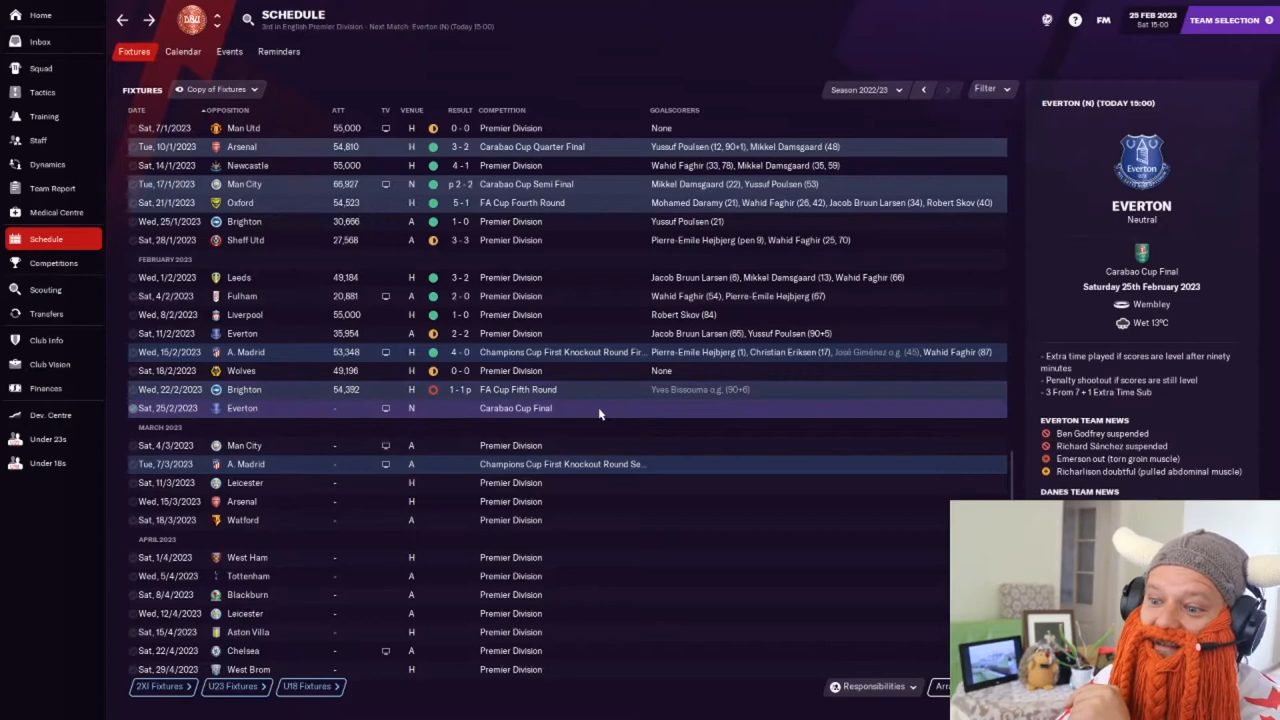 Home
SCHEDULE
3rd in English Premier Division - Next Match: Everton (N) (Today 15:00)
FM
25 FEB 2023
Sat 15:00
TEAM SELECTION
Inbox
Squad
Tactics
Training
Staff
Dynamics
Team Report
Medical Centre
Schedule
Competitions
Scouting
Transfers
Club Info
Club Vision
Finances
Dev. Centre
Under 23s
Under 18s
Fixtures Calendar Events Reminders
FIXTURES Copy of Fixtures Season 2022/23 Filter
DATE OPPOSITION ATT TV VENUE RESULT COMPETITION GOALSCORERS
Sat, 7/1/2023 Man Utd 55,000 H 0 - 0 Premier Division None
Tue, 10/1/2023 Arsenal 54,810 H 3 - 2 Carabao Cup Quarter Final Yussuf Poulsen (12, 90+1), Mikkel Damsgaard (48)
Sat, 14/1/2023 Newcastle 55,000 H 4 -1 Premier Division Wahid Faghir (33, 78), Mikkel Damsgaard (35, 59)
Tue, 17/1/2023 Man City 66,927 N p 2 - 2 Carabao Cup Semi Final Mikkel Damsgaard (22), Yussuf Poulsen (53)
Sat, 21/1/2023 Oxford 54,523 H 5 -1 FA Cup Fourth Round Mohamed Daramy (21), Wahid Faghir (26, 42), Jacob Bruun Larsen (34), Robert Skov (40)
Wed, 25/1/2023 Brighton 30,666 A 1 - 0 Premier Division Yussuf Poulsen (21)
Sat, 28/1/2023 Sheff Utd 27,568 A 3 - 3 Premier Division Pierre-Emile Højbjerg (pen 9), Wahid Faghir (25, 70)
FEBRUARY 2023
Wed, 1/2/2023 Leeds 49,184 H 3 - 2 Premier Division Jacob Bruun Larsen (6), Mikkel Damsgaard (13), Wahid Faghir (66)
Sat, 4/2/2023 Fulham 20,881 A 2 - 0 Premier Division Wahid Faghir (54), Pierre-Emile Højbjerg (67)
Wed, 8/2/2023 Liverpool 55,000 H 1 - 0 Premier Division Robert Skov (84)
Sat, 11/2/2023 Everton 35,954 A 2 - 2 Premier Division Jacob Bruun Larsen (65), Yussuf Poulsen (90+5)
Wed, 15/2/2023 A. Madrid 53,348 H 4 - 0 Champions Cup First Knockout Round Fir... Pierre-Emile Højbjerg (1), Christian Eriksen (17), José Giménez o.g. (45), Wahid Faghir (87)
Sat, 18/2/2023 Wolves 49,196 H 0 - 0 Premier Division None
Wed, 22/2/2023 Brighton 54,392 H 1 -1 p FA Cup Fifth Round Yves Bissouma o.g. (90+6)
Sat, 25/2/2023 Everton - N Carabao Cup Final
MARCH 2023
Sat, 4/3/2023 Man City - A Premier Division
Tue, 7/3/2023 A. Madrid - A Champions Cup First Knockout Round Se...
Sat, 11/3/2023 Leicester - H Premier Division
Wed, 15/3/2023 Arsenal - H Premier Division
Sat, 18/3/2023 Watford - A Premier Division
APRIL 2023
Sat, 1/4/2023 West Ham - H Premier Division
Wed, 5/4/2023 Tottenham - A Premier Division
Sat, 8/4/2023 Blackburn - A Premier Division
Wed, 12/4/2023 Leicester - A Premier Division
Sat, 15/4/2023 Aston Villa - H Premier Division
Sat, 22/4/2023 Chelsea - A Premier Division
Sat, 29/4/2023 West Brom - H Premier Division
2XI Fixtures U23 Fixtures U18 Fixtures Responsibilities
EVERTON (N) (TODAY 15:00)
Everton
EVERTON
Neutral
Carabao Cup Final
Saturday 25th February 2023
Wembley
Wet 13°C
- Extra time played if scores are level after ninety
minutes
- Penalty shootout if scores are still level
- 3 From 7 + 1 Extra Time Sub
EVERTON TEAM NEWS
Ben Godfrey suspended
Richard Sánchez suspended
Emerson out (torn groin muscle)
Richarlison doubtful (pulled abdominal muscle)
DANES TEAM NEWS